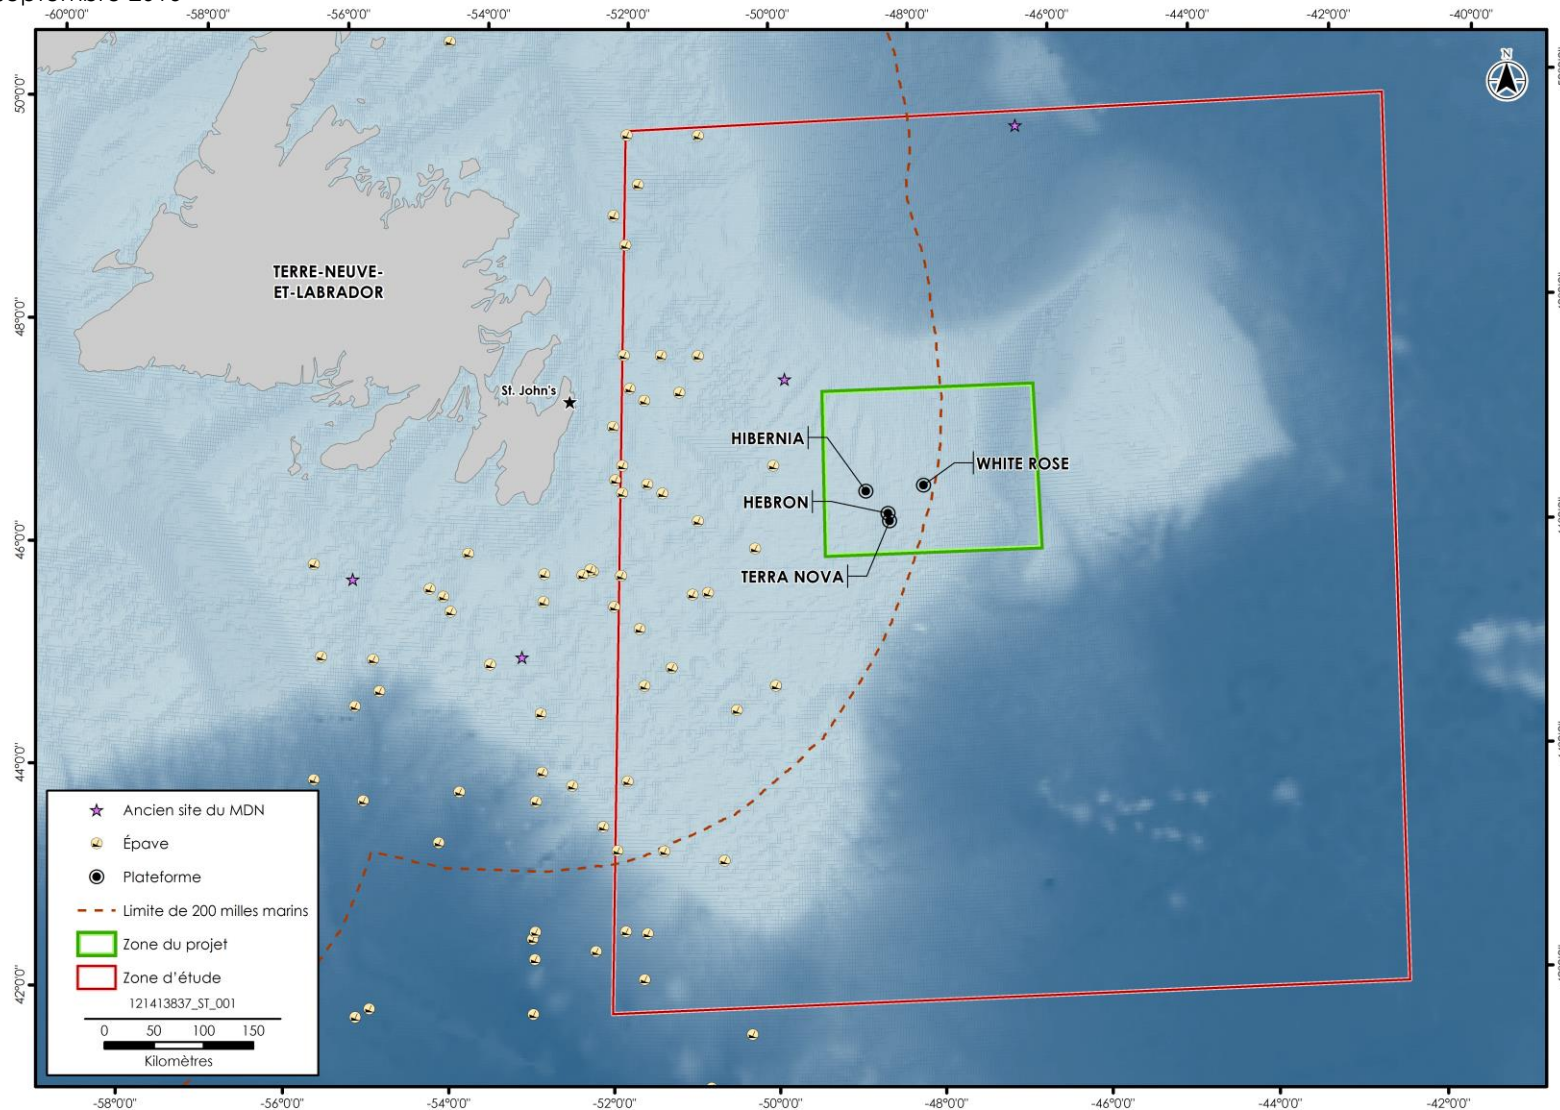 septembre 2018
-60°0'0" -58°0'0" -56°0'0" -54°0'0" -52°0'0" -50°0'0" -48°0'0" -46°0'0" -44°0'0" -42°0'0" -40°0'0"
N
50°0'0"
TERRE-NEUVE-
ET-LABRADOR
48°0'0"
St. John's
HIBERNIA
WHITE ROSE
HEBRON
46°0'0"
TERRA NOVA
44°0'0"
Ancien site du MDN
Épave
Plateforme
Limite de 200 milles marins
Zone du projet
Zone d'étude
42°0'0"
121413837_ST_001
0 50 100 150
Kilomètres
-58°0'0" -56°0'0" -54°0'0" -52°0'0" -50°0'0" -48°0'0" -46°0'0" -44°0'0" -42°0'0"